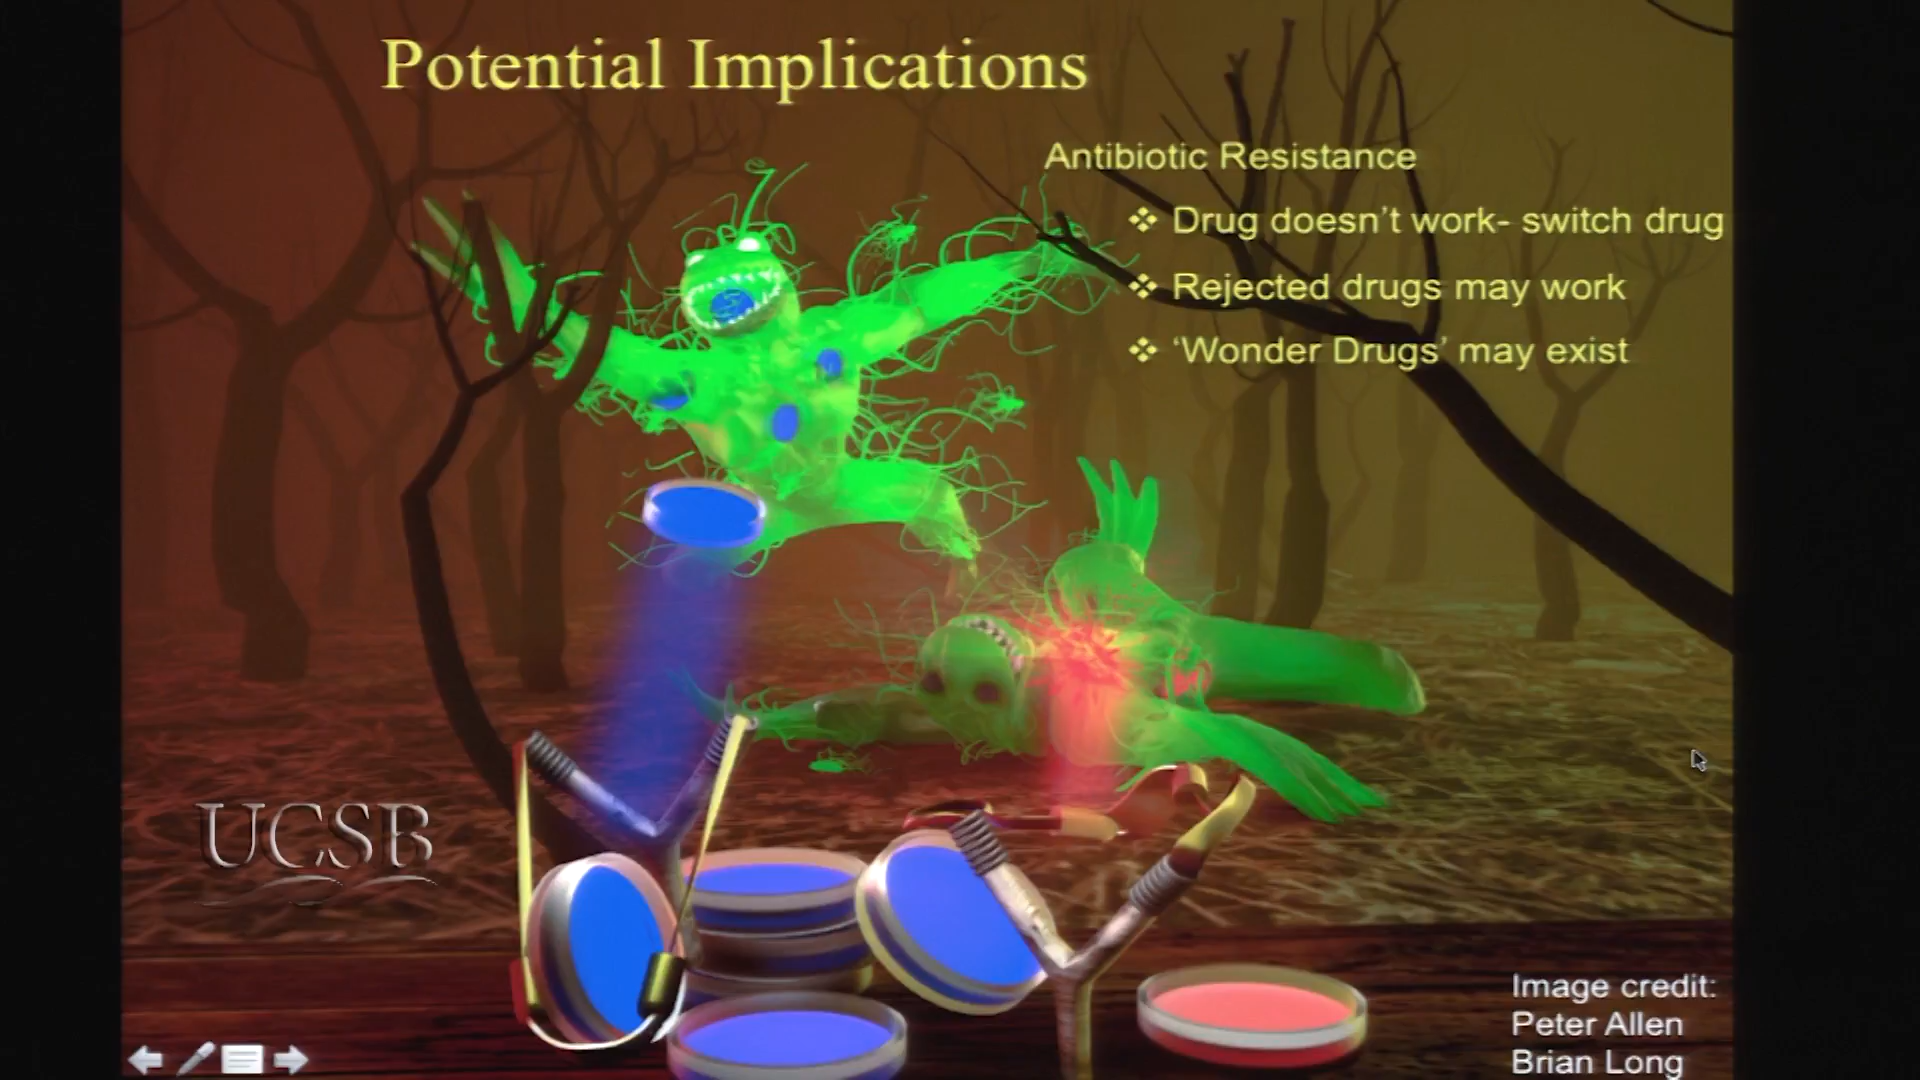 Potential Implications
Antibiotic Resistance
❖ Drug doesn't work- switch drug
❖ Rejected drugs may work
❖ 'Wonder Drugs' may exist
UCSB
Image credit:
Peter Allen
Brian Long